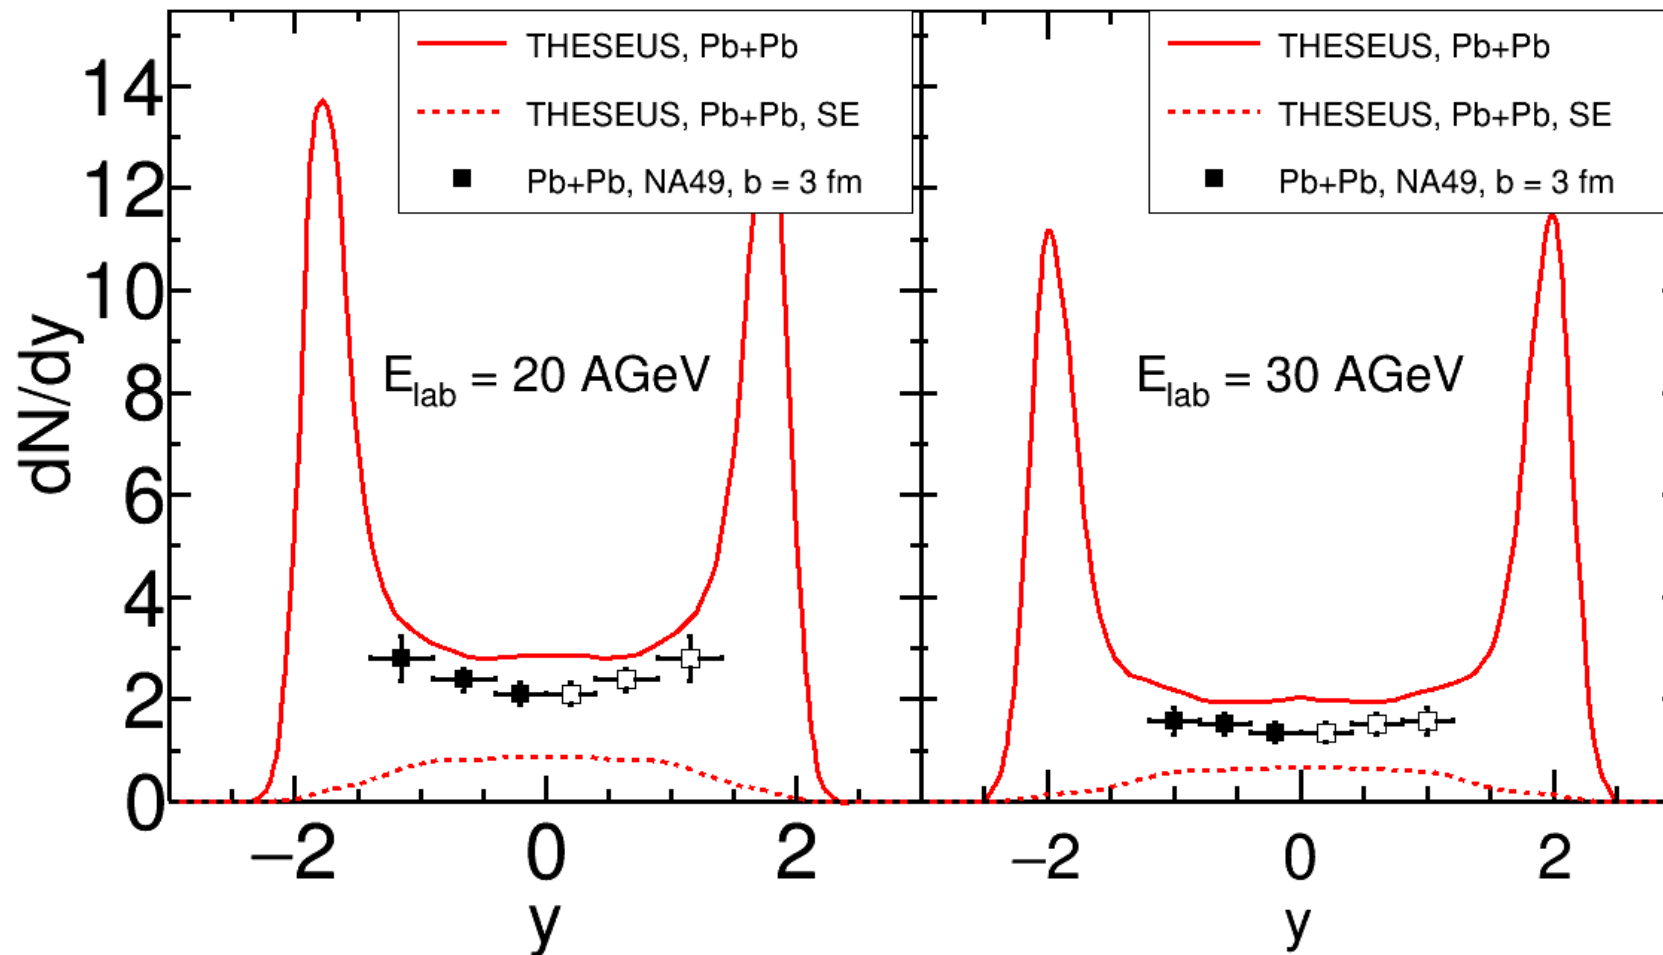 THESEUS, Pb+Pb
THESEUS, Pb+Pb, SE
Pb+Pb, NA49, b = 3 fm
THESEUS, Pb+Pb
THESEUS, Pb+Pb, SE
Pb+Pb, NA49, b = 3 fm
14
12
10
8
6
4
2
0
dN/dy
E_lab = 20 AGeV
E_lab = 30 AGeV
−2 0 2
−2 0 2
y
y